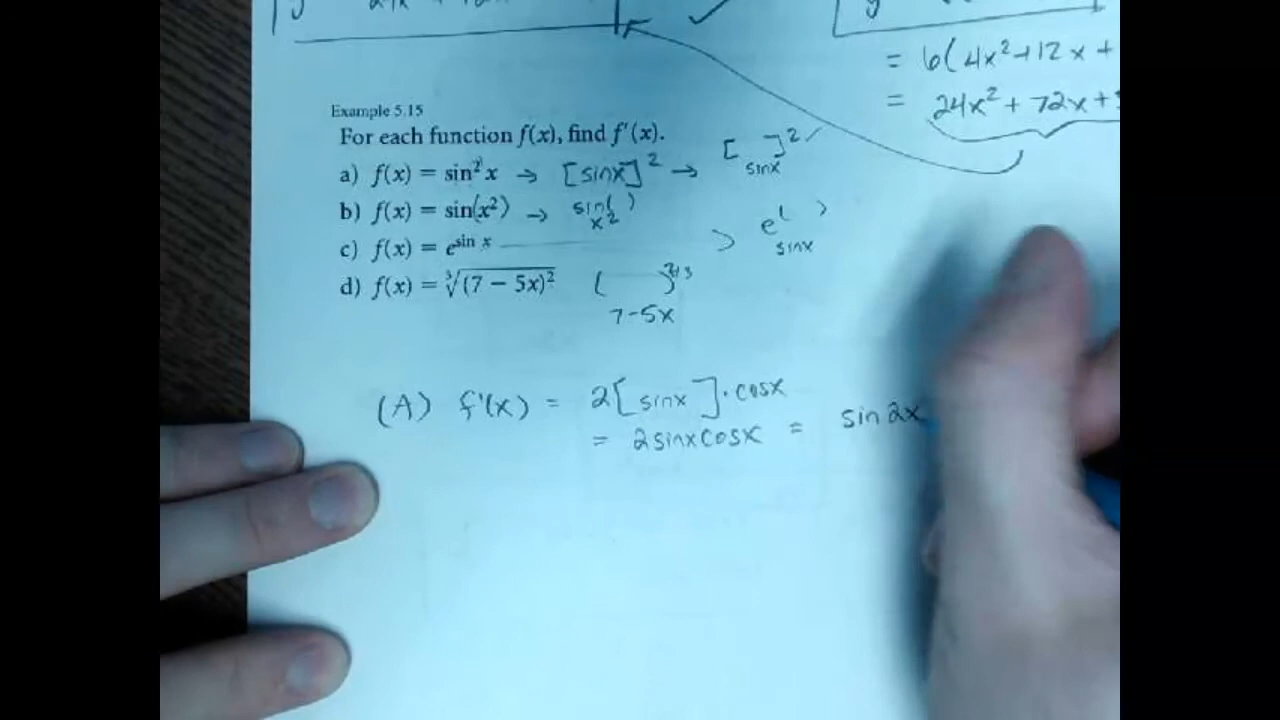 = 6(4x²+12x+
= 24x² + 72x +
Example 5.15
For each function f(x), find f′(x).
a) f(x) = sin²x → [sinx]² → [ ]²
sinx
b) f(x) = sin(x²) → sin( )
x²
c) f(x) = e^sin x e^( )
sinx
d) f(x) = ∛(7 − 5x)² ( )^2/3
7-5x
(A) f'(x) = 2[sinx]·cosx
= 2sinxcosx = sin2x